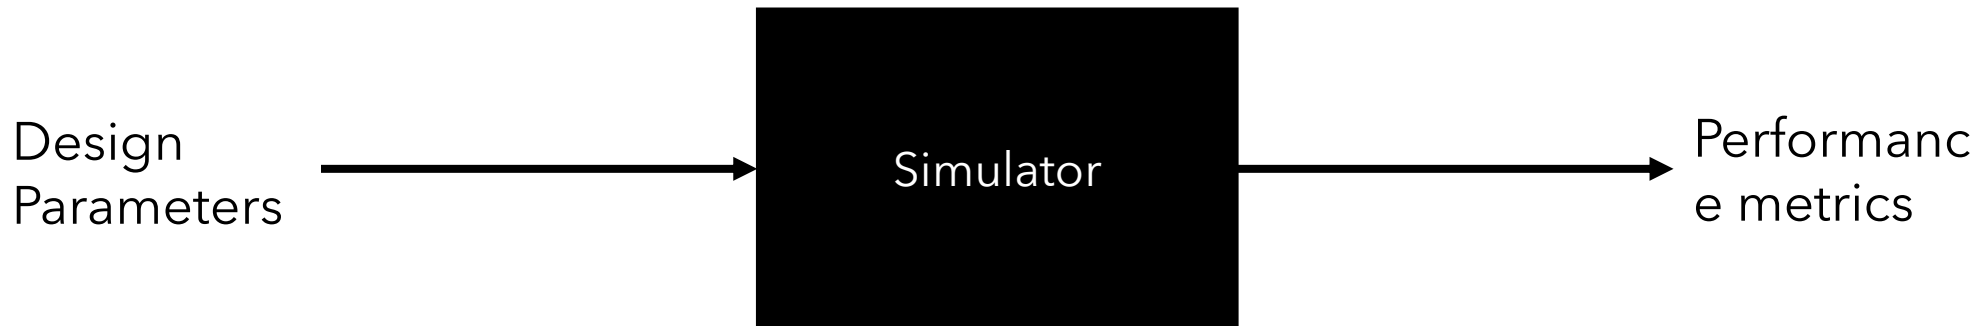 Design
Parameters
Simulator
Performanc
e metrics